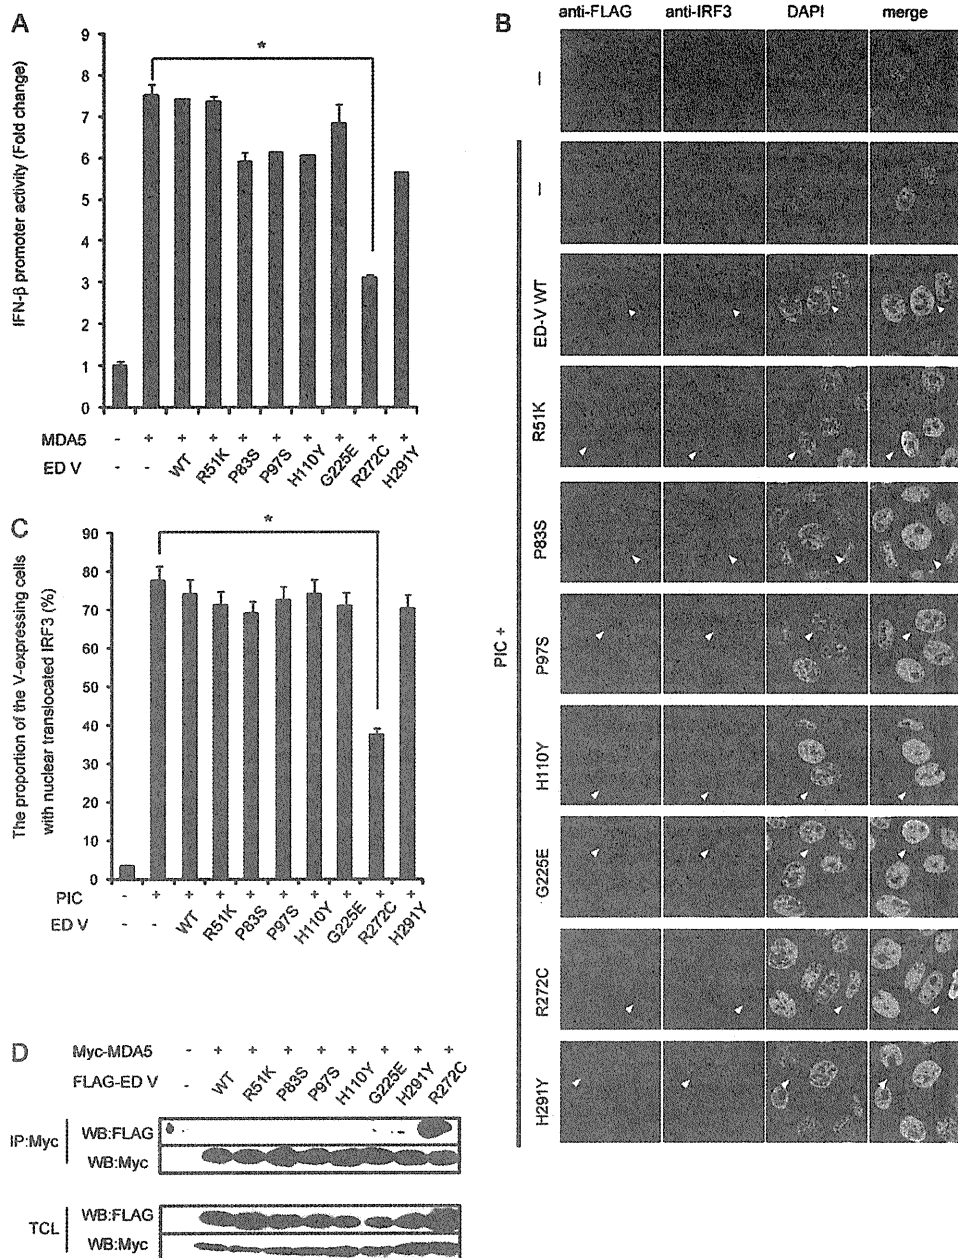 A
IFN-β promoter activity (Fold change)
9
8
7
6
5
4
3
2
1
0
*
MDA5 - + + + + + + + + +
ED V - - WT R51K P83S P97S H110Y G225E R272C H291Y
B
anti-FLAG anti-IRF3 DAPI merge
–
PIC +
–
ED-V WT
R51K
P83S
P97S
H110Y
G225E
R272C
H291Y
C
The proportion of the V-expressing cells
with nuclear translocated IRF3 (%)
90
80
70
60
50
40
30
20
10
0
*
PIC - + + + + + + + + +
ED V - - WT R51K P83S P97S H110Y G225E R272C H291Y
D
Myc-MDA5 - + + + + + + + +
FLAG-ED V - WT R51K P83S P97S H110Y G225E H291Y R272C
IP:Myc
WB:FLAG
WB:Myc
TCL
WB:FLAG
WB:Myc